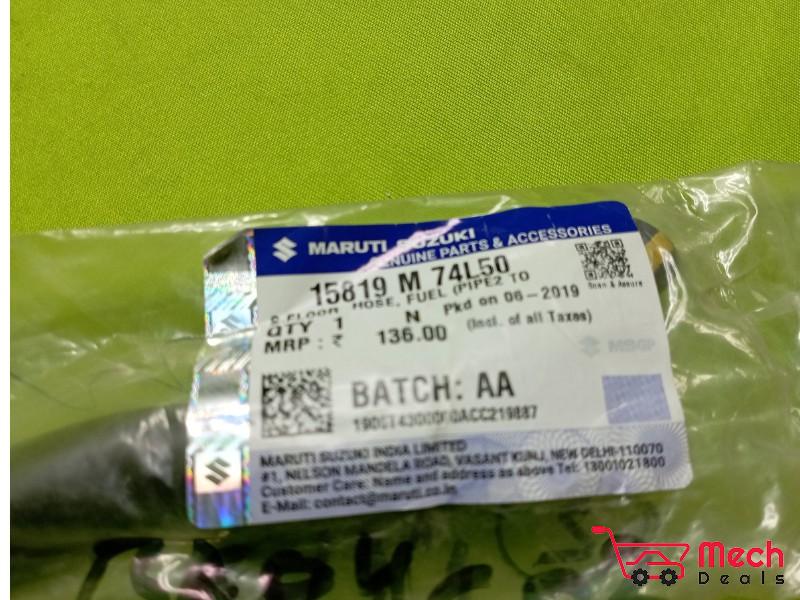 MARUTI SUZUKI
GENUINE PARTS & ACCESSORIES
15819 M 74L50
HOSE, FUEL (PIPE2 TO
QTY 1 N Pkd on 06-2019
MRP : ₹ 136.00 (Incl. of all Taxes)
Scan & Assure
MSGP
BATCH: AA
MARUTI SUZUKI INDIA LIMITED
#1, NELSON MANDELA ROAD, VASANT KUNJ, NEW DELHI-110070
Customer Care: Name and address as above Tel: 18001021800
E-Mail: contact@maruti.co.in
Mech
Deals